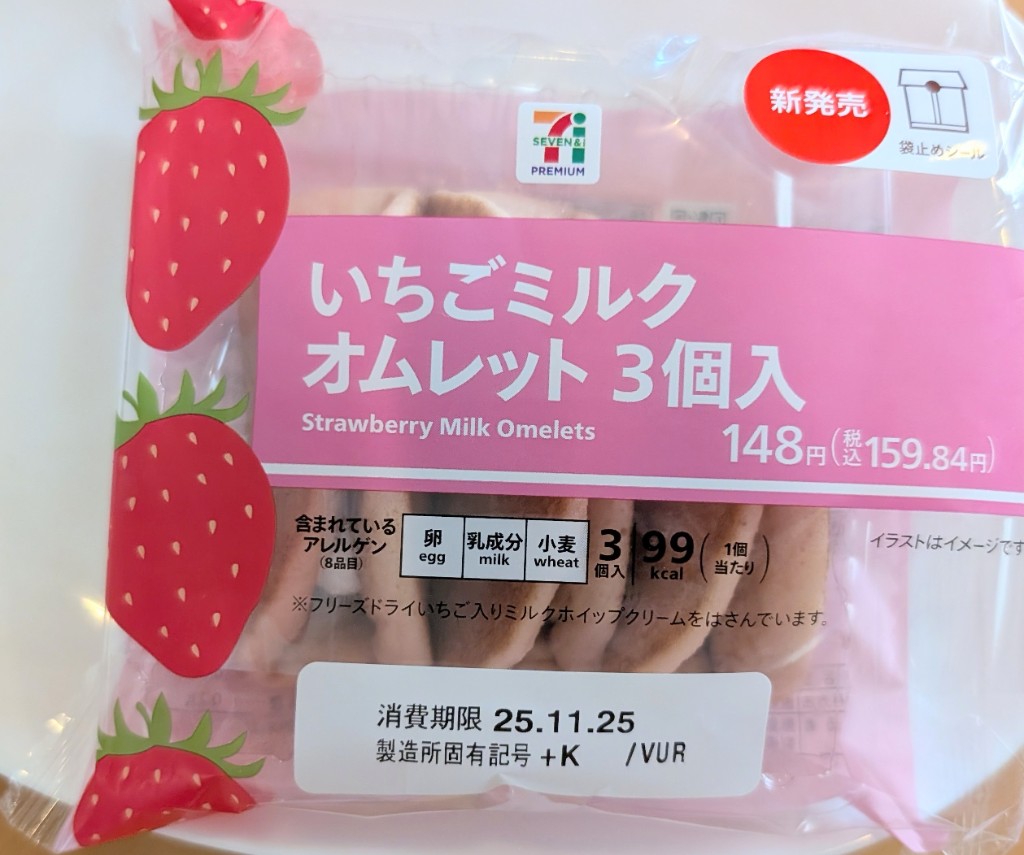 新発売
袋止めシール
SEVEN&i
PREMIUM
いちごミルク
オムレット 3個入
Strawberry Milk Omelets
148円(税込159.84円)
含まれている
アレルゲン
(8品目)
卵
egg
乳成分
milk
小麦
wheat
3
個入
99
kcal
(1個
当たり)
イラストはイメージです
※フリーズドライいちご入りミルクホイップクリームをはさんでいます。
消費期限 25.11.25
製造所固有記号 +K /VUR